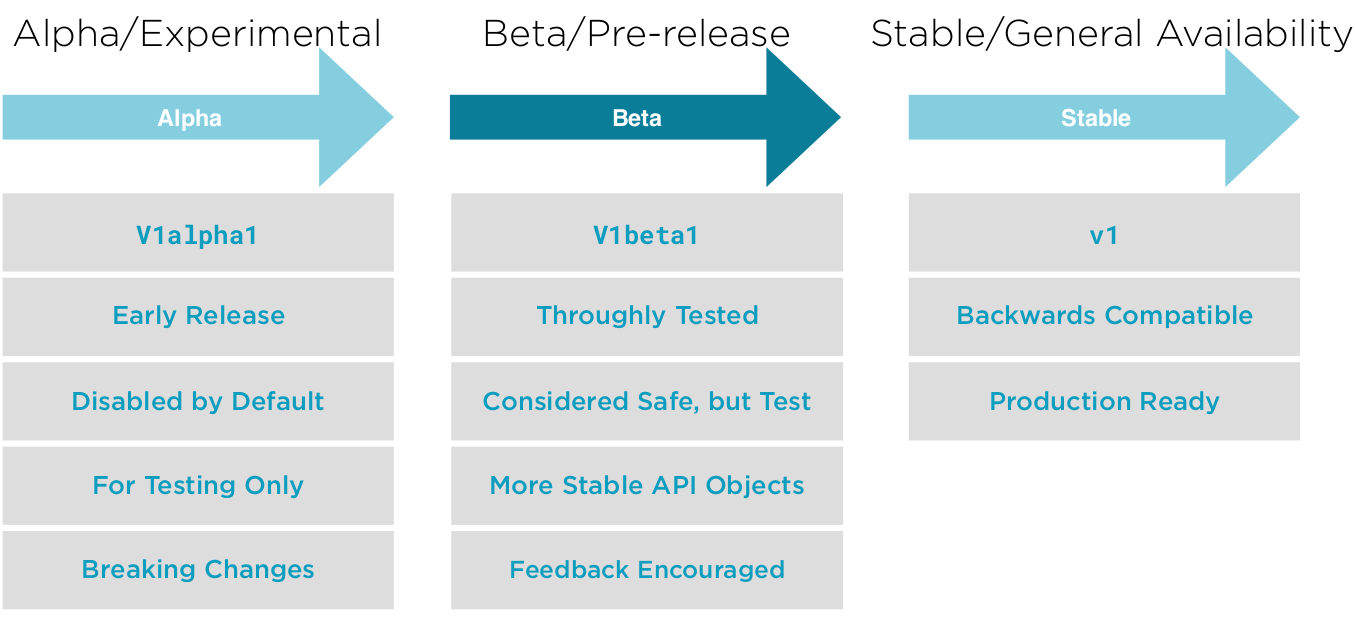 Alpha/Experimental
Beta/Pre-release
Stable/General Availability
Alpha
Beta
Stable
V1alpha1
V1beta1
v1
Early Release
Throughly Tested
Backwards Compatible
Disabled by Default
Considered Safe, but Test
Production Ready
For Testing Only
More Stable API Objects
Breaking Changes
Feedback Encouraged